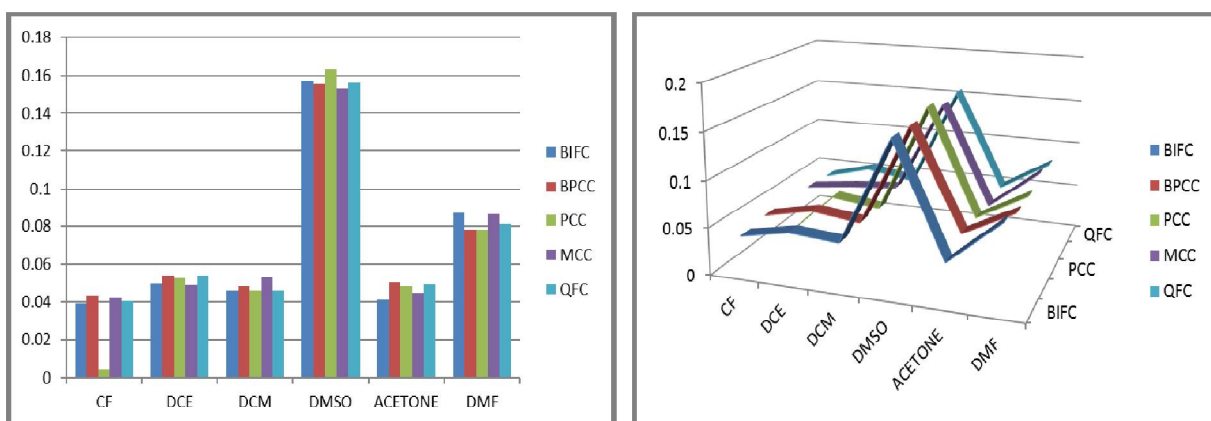 0.18
0.16
0.14
0.12
0.1
0.08
0.06
0.04
0.02
0
CF DCE DCM DMSO ACETONE DMF
BIFC
BPCC
PCC
MCC
QFC
0.2
0.15
0.1
0.05
0
CF
DCE
DCM
DMSO
ACETONE
DMF
QFC
PCC
BIFC
BIFC
BPCC
PCC
MCC
QFC